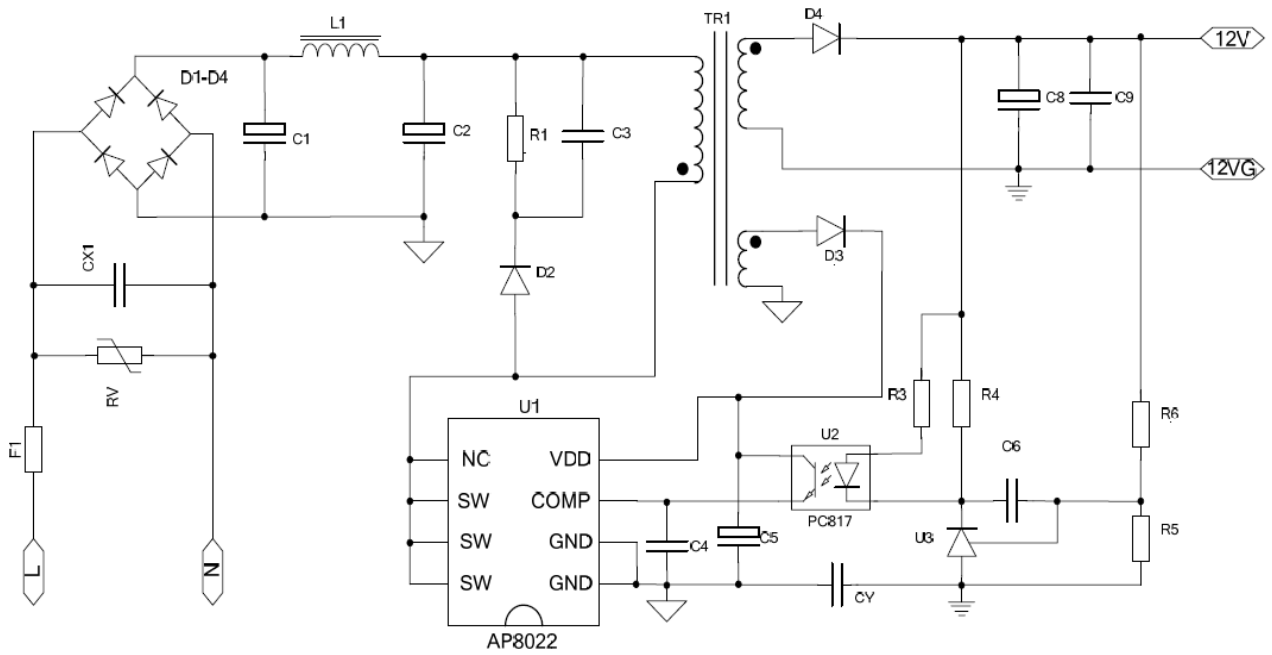 L1
TR1
D4
12V
D1-D4
C1
C2
R1
C3
C8
C9
12VG
CX1
D2
D3
RV
U1
R3
R4
R6
F1
NC
VDD
U2
C6
SW
COMP
PC817
SW
GND
C4
C5
U3
R5
SW
GND
CY
L
N
AP8022